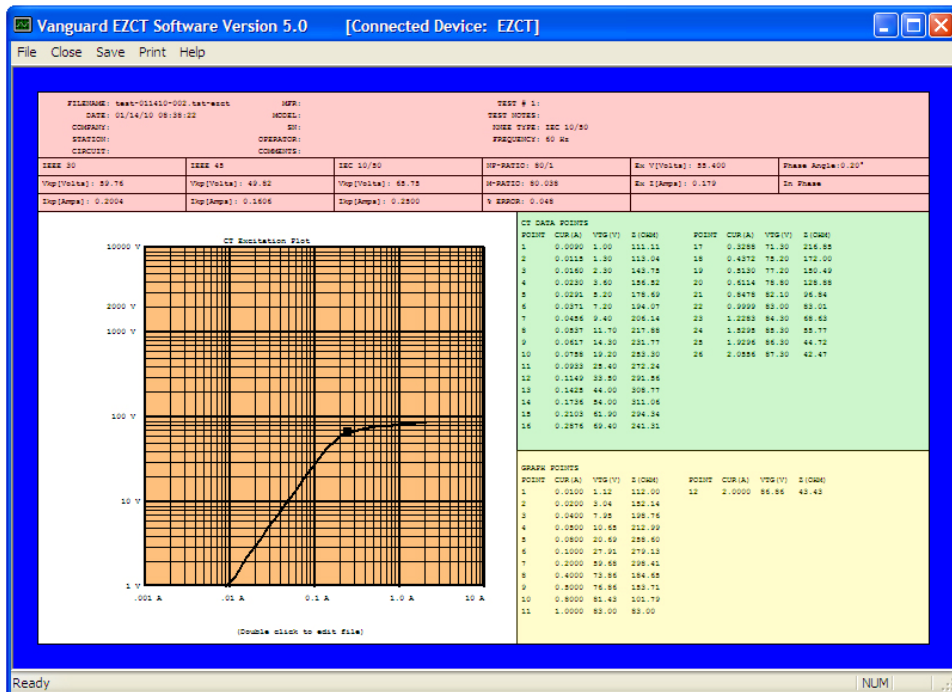 Vanguard EZCT Software Version 5.0 [Connected Device: EZCT]
File Close Save Print Help
FILENAME: test-011410-002.tst-ezct MFR: TEST # 1:
DATE: 01/14/10 08:38:22 MODEL: TEST NOTES:
COMPANY: SN: KNEE TYPE: IEC 10/50
STATION: OPERATOR: FREQUENCY: 60 Hz
CIRCUIT: COMMENTS:
IEEE 30 IEEE 45 IEC 10/50 NP-RATIO: 80/1 Ex V[Volts]: 55.400 Phase Angle:0.20°
Vkp[Volts]: 59.76 Vkp[Volts]: 49.82 Vkp[Volts]: 65.75 M-RATIO: 80.038 Ex I[Amps]: 0.179 In Phase
Ikp[Amps]: 0.2004 Ikp[Amps]: 0.1606 Ikp[Amps]: 0.2500 % ERROR: 0.048
CT Excitation Plot
10000 V
2000 V
1000 V
100 V
10 V
1 V
.001 A .01 A 0.1 A 1.0 A 10 A
(Double click to edit file)
CT DATA POINTS
POINT CUR(A) VTG(V) Z(OHM) POINT CUR(A) VTG(V) Z(OHM)
1 0.0090 1.00 111.11 17 0.3288 71.30 216.85
2 0.0115 1.30 113.04 18 0.4372 75.20 172.00
3 0.0160 2.30 143.75 19 0.5130 77.20 150.49
4 0.0230 3.60 156.52 20 0.6114 78.80 128.88
5 0.0291 5.20 178.69 21 0.8478 82.10 96.84
6 0.0371 7.20 194.07 22 0.9999 83.00 83.01
7 0.0456 9.40 206.14 23 1.2283 84.30 68.63
8 0.0537 11.70 217.88 24 1.5295 85.30 55.77
9 0.0617 14.30 231.77 25 1.9296 86.30 44.72
10 0.0758 19.20 253.30 26 2.0556 87.30 42.47
11 0.0933 25.40 272.24
12 0.1149 33.50 291.56
13 0.1425 44.00 308.77
14 0.1736 54.00 311.06
15 0.2103 61.90 294.34
16 0.2876 69.40 241.31
GRAPH POINTS
POINT CUR(A) VTG(V) Z(OHM) POINT CUR(A) VTG(V) Z(OHM)
1 0.0100 1.12 112.00 12 2.0000 86.86 43.43
2 0.0200 3.04 152.14
3 0.0400 7.95 198.76
4 0.0500 10.65 212.99
5 0.0800 20.69 258.60
6 0.1000 27.91 279.13
7 0.2000 59.68 298.41
8 0.4000 73.86 184.65
9 0.5000 76.86 153.71
10 0.8000 81.43 101.79
11 1.0000 83.00 83.00
Ready NUM